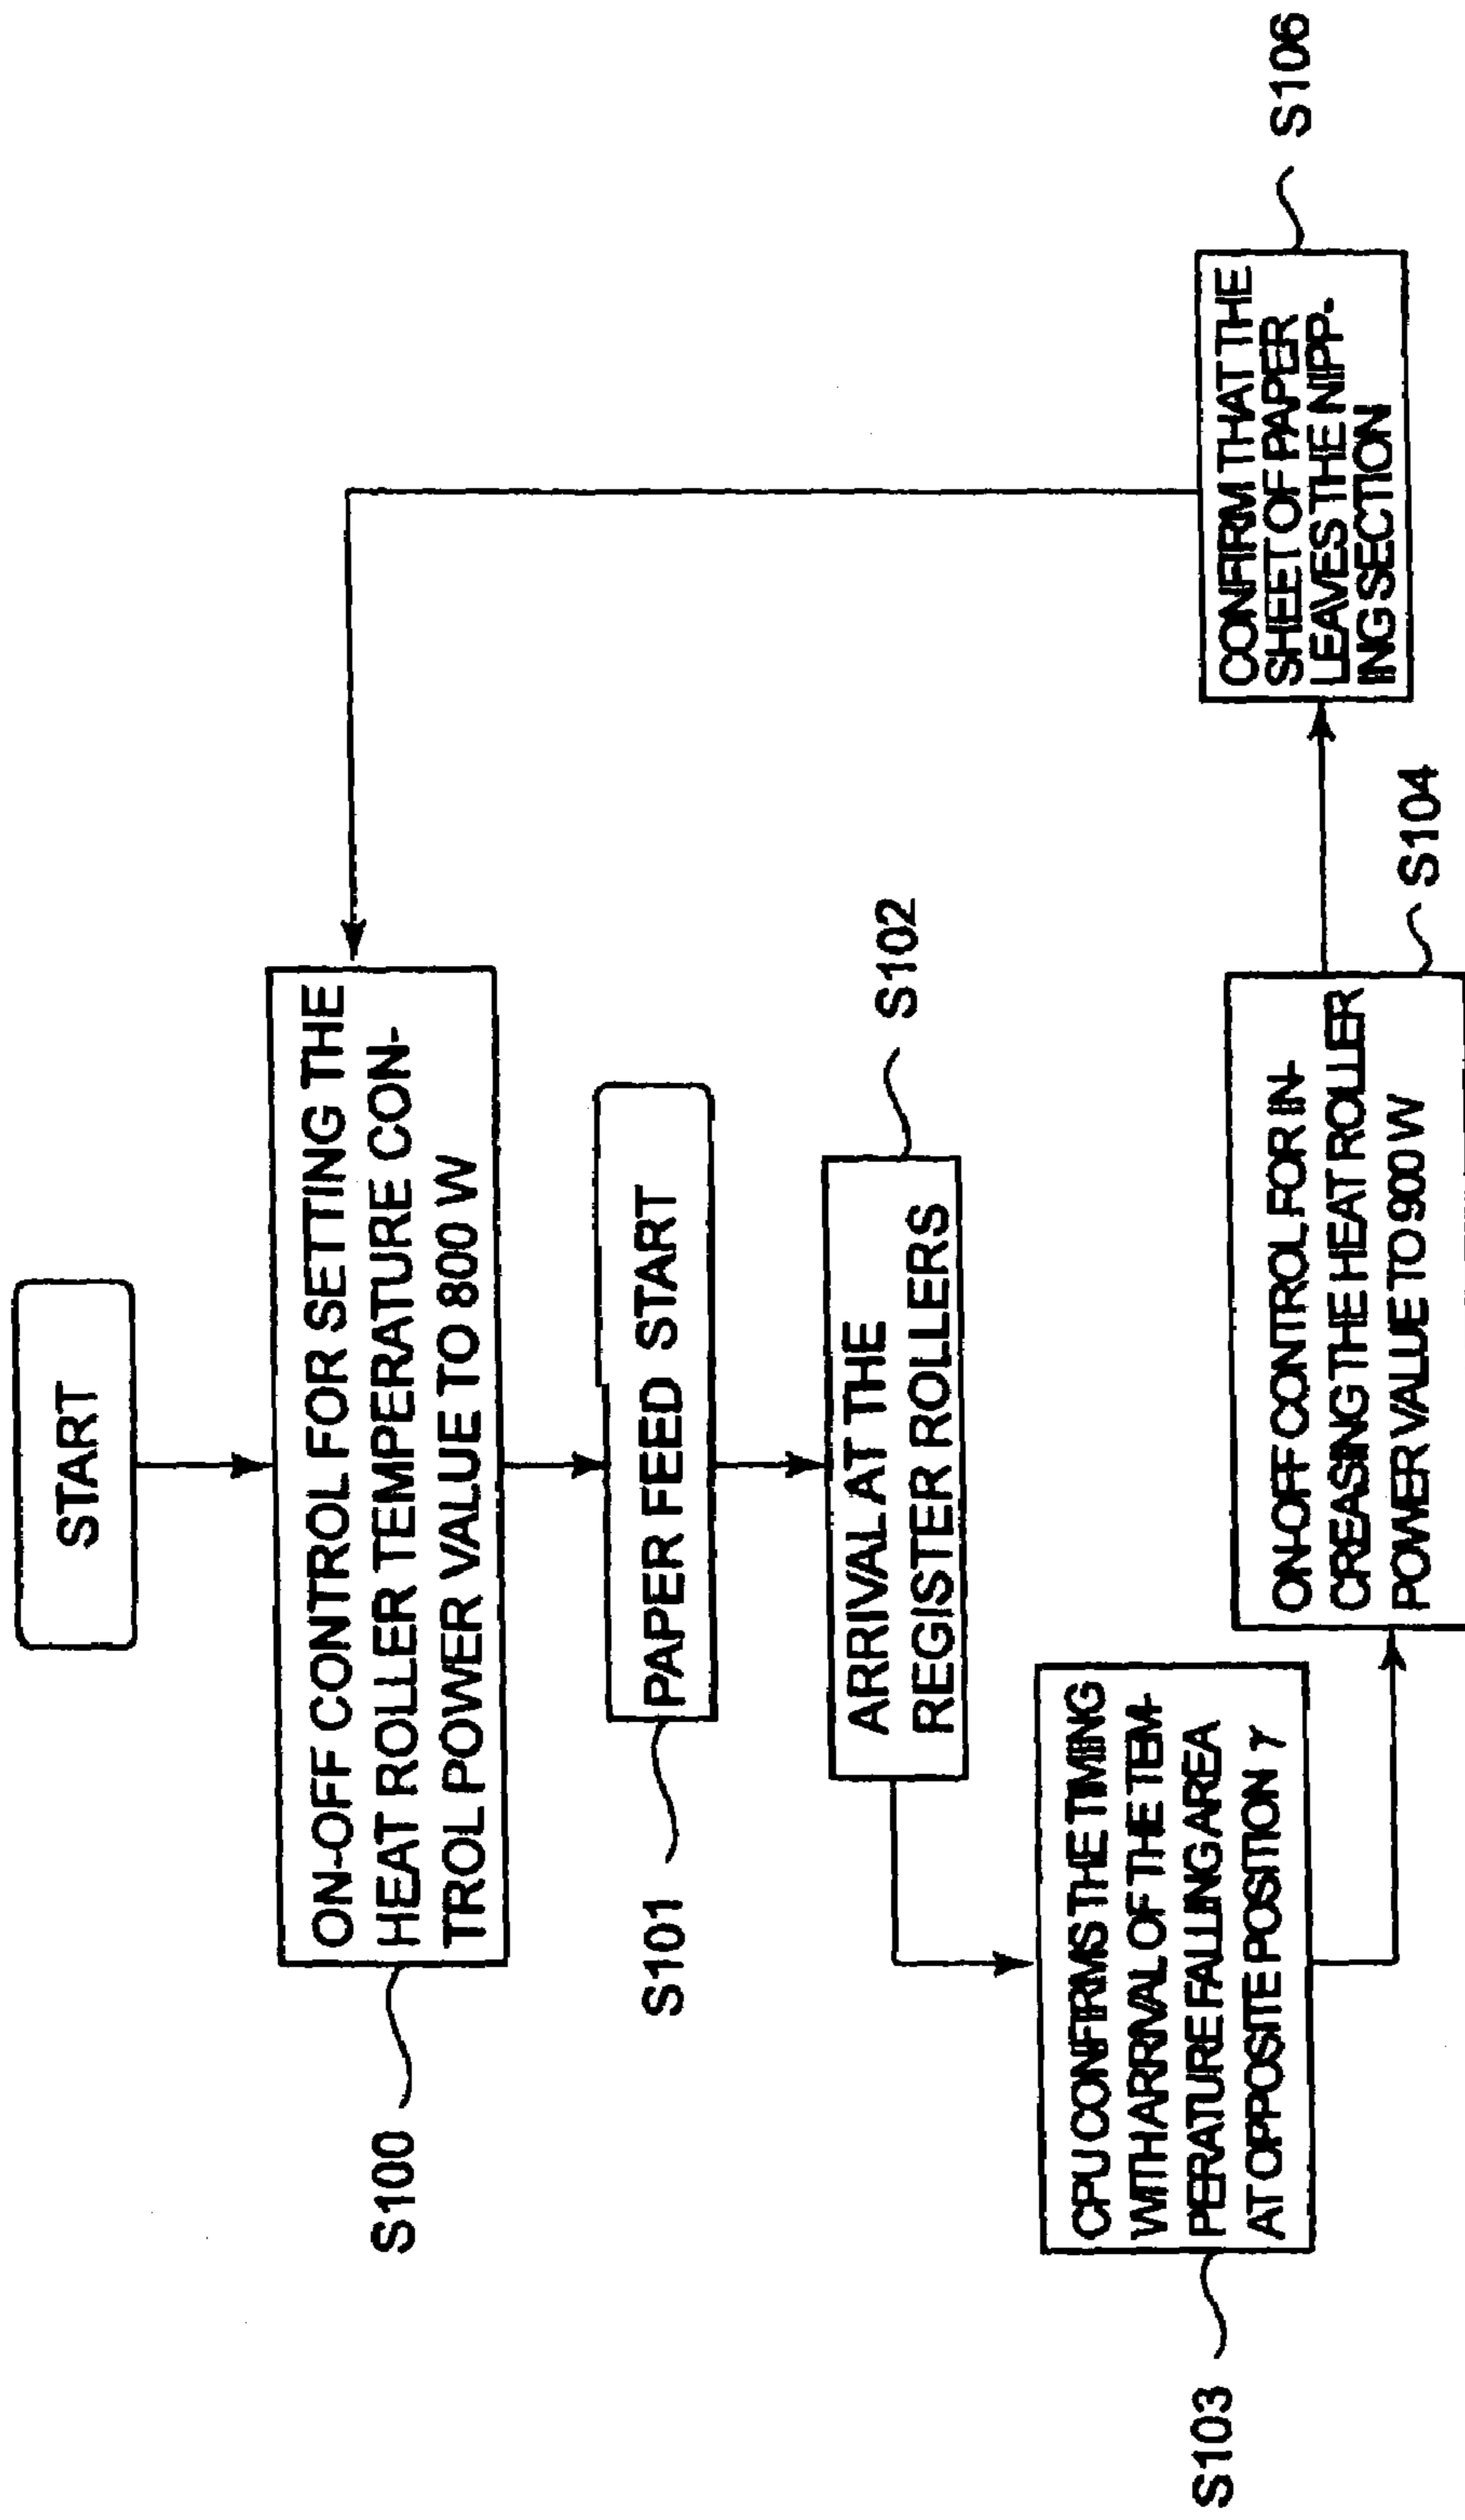 START
ON-OFF CONTROL FOR SETTING THE
HEAT ROLLER TEMPERATURE CON-
TROL POWER VALUE TO 800 W
S100
PAPER FEED START
S101
ARRIVAL AT THE
REGISTER ROLLERS
S102
CPU CONFIRMS THE TIMING
WITH ARRIVAL OF THE TEM-
PERATURE FALLING AREA
AT OPPOSITE POSITION γ
S103
ON-OFF CONTROL FOR IN-
CREASING THE HEAT ROLLER
POWER VALUE TO 900 W
S104
CONFIRM THAT THE
SHEET OF PAPER
LEAVES THE NIPP-
ING SECTION
S106